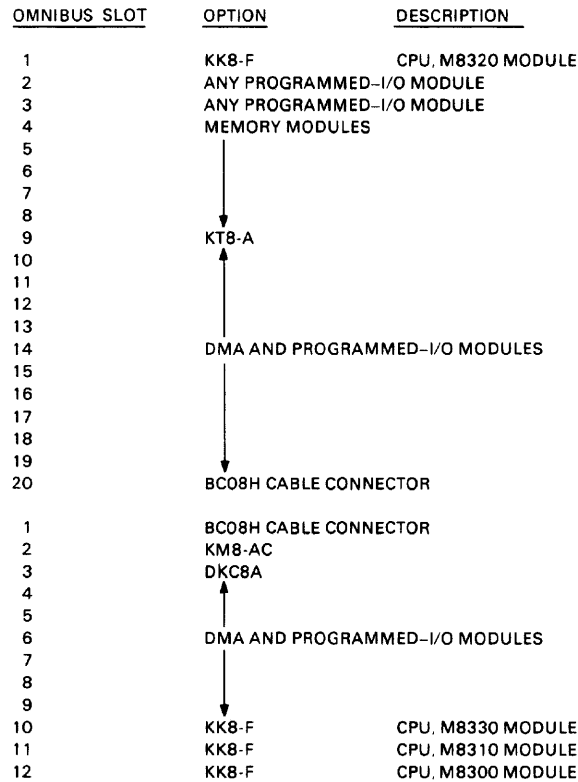 OMNIBUS SLOT OPTION DESCRIPTION
1 KK8-F CPU, M8320 MODULE
2 ANY PROGRAMMED-I/O MODULE
3 ANY PROGRAMMED-I/O MODULE
4 MEMORY MODULES
5
6
7
8
9 KT8-A
10
11
12
13
14 DMA AND PROGRAMMED-I/O MODULES
15
16
17
18
19
20 BC08H CABLE CONNECTOR
1 BC08H CABLE CONNECTOR
2 KM8-AC
3 DKC8A
4
5
6 DMA AND PROGRAMMED-I/O MODULES
7
8
9
10 KK8-F CPU, M8330 MODULE
11 KK8-F CPU, M8310 MODULE
12 KK8-F CPU, M8300 MODULE